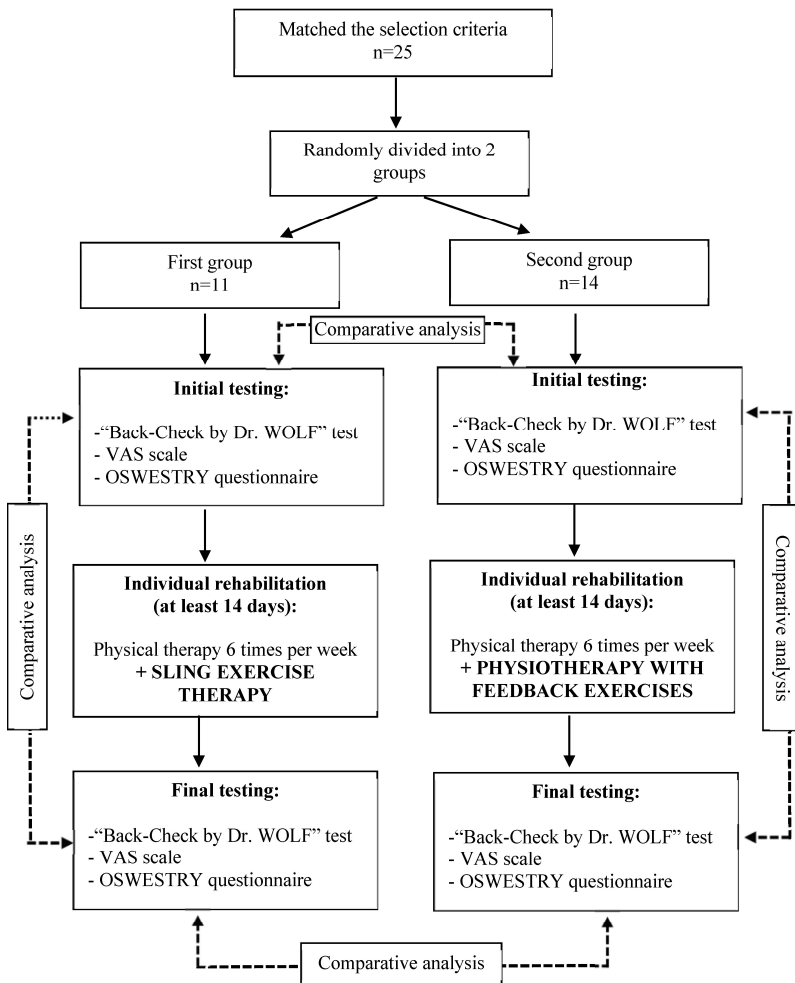 Matched the selection criteria
n=25
Randomly divided into 2
groups
First group
n=11
Second group
n=14
Comparative analysis
Initial testing:
-“Back-Check by Dr. WOLF” test
- VAS scale
- OSWESTRY questionnaire
Initial testing:
-“Back-Check by Dr. WOLF” test
- VAS scale
- OSWESTRY questionnaire
Comparative analysis
Comparative analysis
Individual rehabilitation
(at least 14 days):
Physical therapy 6 times per week
+ SLING EXERCISE
THERAPY
Individual rehabilitation
(at least 14 days):
Physical therapy 6 times per week
+ PHYSIOTHERAPY WITH
FEEDBACK EXERCISES
Final testing:
-“Back-Check by Dr. WOLF” test
- VAS scale
- OSWESTRY questionnaire
Final testing:
-“Back-Check by Dr. WOLF” test
- VAS scale
- OSWESTRY questionnaire
Comparative analysis